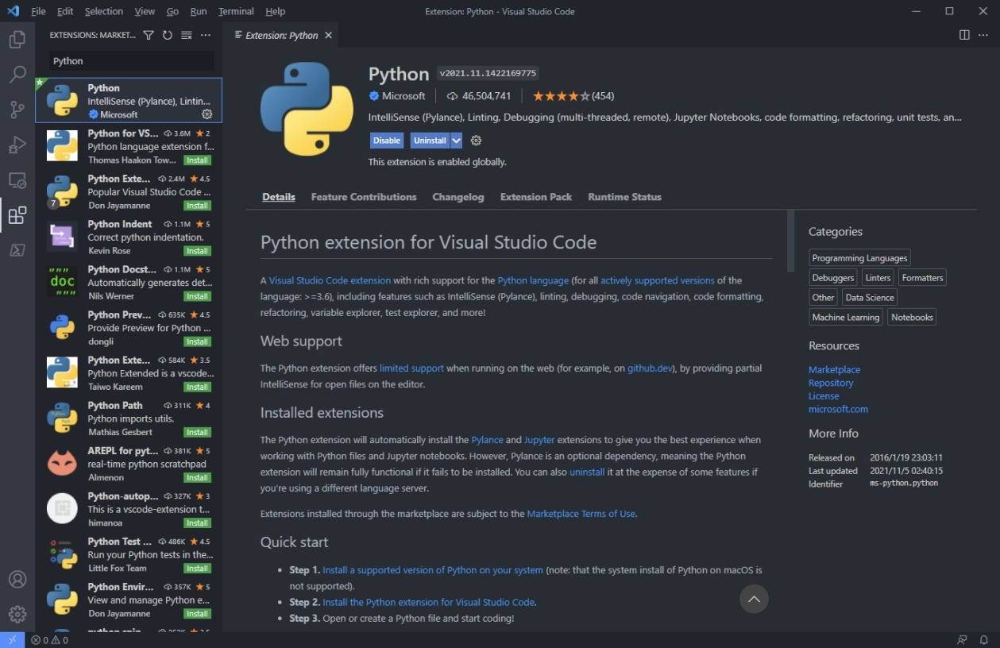 File Edit Selection View Go Run Terminal Help
Extension: Python - Visual Studio Code
EXTENSIONS: MARKET...
Python
Python
IntelliSense (Pylance), Lintin...
Microsoft
Python for VS... 3.6M 2
Python language extension f...
Thomas Haakon Tow... Install
Python Exte... 2.4M 4.5
Popular Visual Studio Code ...
7
Don Jayamanne Install
Python Indent 1.1M 5
Correct python indentation.
Kevin Rose Install
"""
doc
"""
Python Docst... 1.1M 5
Automatically generates det...
Nils Werner Install
Python Prev... 635K 4.5
Provide Preview for Python ...
dongli Install
Python Exte... 584K 3.5
Python Extended is a vscode...
Taiwo Kareem Install
Python Path 311K 4
Python imports utils.
Mathias Gesbert Install
AREPL for pyt... 381K 5
real-time python scratchpad
Almenon Install
Python-autop... 327K 3
This is a vscode-extension t...
himanoa Install
Python Test ... 486K 4.5
Run your Python tests in the...
Little Fox Team Install
Python Envir... 357K 5
View and manage Python e...
Don Jayamanne Install
Extension: Python
Python v2021.11.1422169775
Microsoft 46,504,741 (454)
IntelliSense (Pylance), Linting, Debugging (multi-threaded, remote), Jupyter Notebooks, code formatting, refactoring, unit tests, an...
Disable Uninstall
This extension is enabled globally.
Details Feature Contributions Changelog Extension Pack Runtime Status
Python extension for Visual Studio Code
A Visual Studio Code extension with rich support for the Python language (for all actively supported versions of the
language: >=3.6), including features such as IntelliSense (Pylance), linting, debugging, code navigation, code formatting,
refactoring, variable explorer, test explorer, and more!
Web support
The Python extension offers limited support when running on the web (for example, on github.dev), by providing partial
IntelliSense for open files on the editor.
Installed extensions
The Python extension will automatically install the Pylance and Jupyter extensions to give you the best experience when
working with Python files and Jupyter notebooks. However, Pylance is an optional dependency, meaning the Python
extension will remain fully functional if it fails to be installed. You can also uninstall it at the expense of some features if
you're using a different language server.
Extensions installed through the marketplace are subject to the Marketplace Terms of Use.
Quick start
• Step 1. Install a supported version of Python on your system (note: that the system install of Python on macOS is
not supported).
• Step 2. Install the Python extension for Visual Studio Code.
• Step 3. Open or create a Python file and start coding!
Categories
Programming Languages
Debuggers Linters Formatters
Other Data Science
Machine Learning Notebooks
Resources
Marketplace
Repository
License
microsoft.com
More Info
Released on 2016/1/19 23:03:11
Last updated 2021/11/5 02:40:15
Identifier ms-python.python
0 0